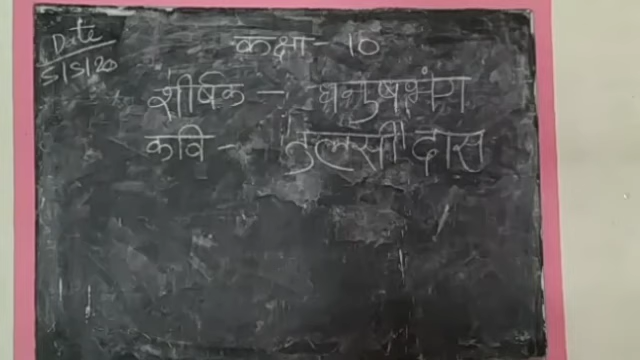 Date
5/5/20
कक्षा - 10
शीर्षक - धनुषभंग
कवि - तुलसीदास